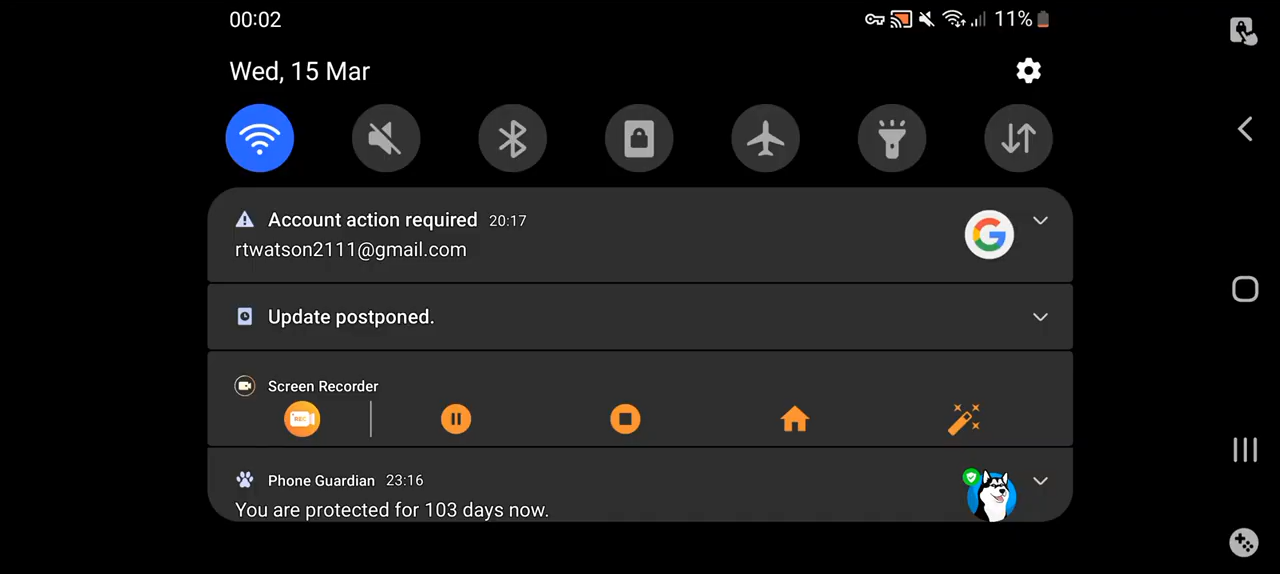 00:02
11%
Wed, 15 Mar
Account action required 20:17
rtwatson2111@gmail.com
Update postponed.
Screen Recorder
REC
Phone Guardian 23:16
You are protected for 103 days now.